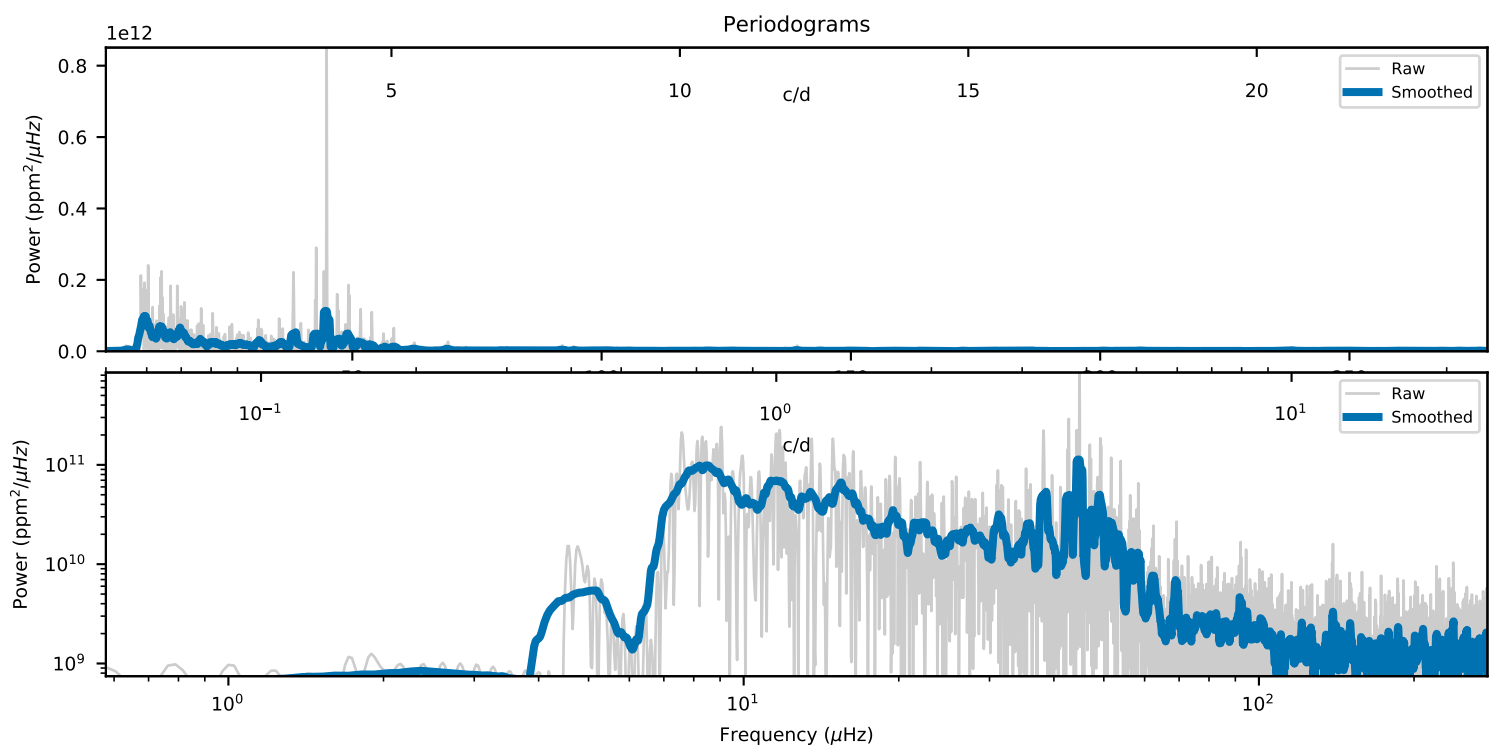 Periodograms
1e12
Power (ppm²/μHz)
0.8
0.6
0.4
0.2
0.0
5 10 15 20
c/d
Raw
Smoothed
Power (ppm²/μHz)
10¹¹
10¹⁰
10⁹
10⁻¹ 10⁰ 10¹
c/d
Raw
Smoothed
10⁰ 10¹ 10²
Frequency (μHz)